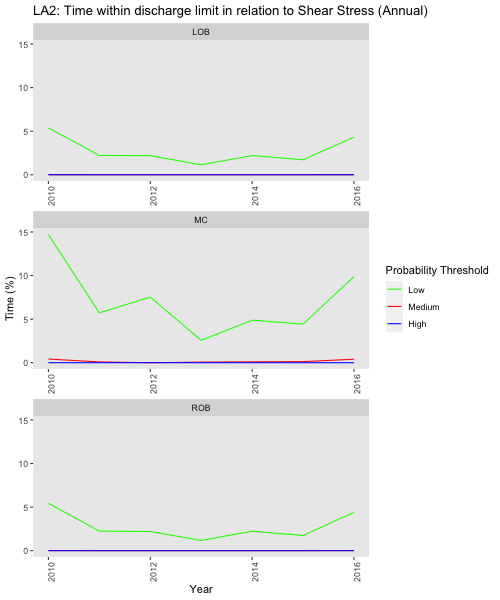 LA2: Time within discharge limit in relation to Shear Stress (Annual)
LOB
15
10
5
0
2010
2012
2014
2016
MC
15
10
5
0
2010
2012
2014
2016
Time (%)
Probability Threshold
Low
Medium
High
ROB
15
10
5
0
2010
2012
2014
2016
Year